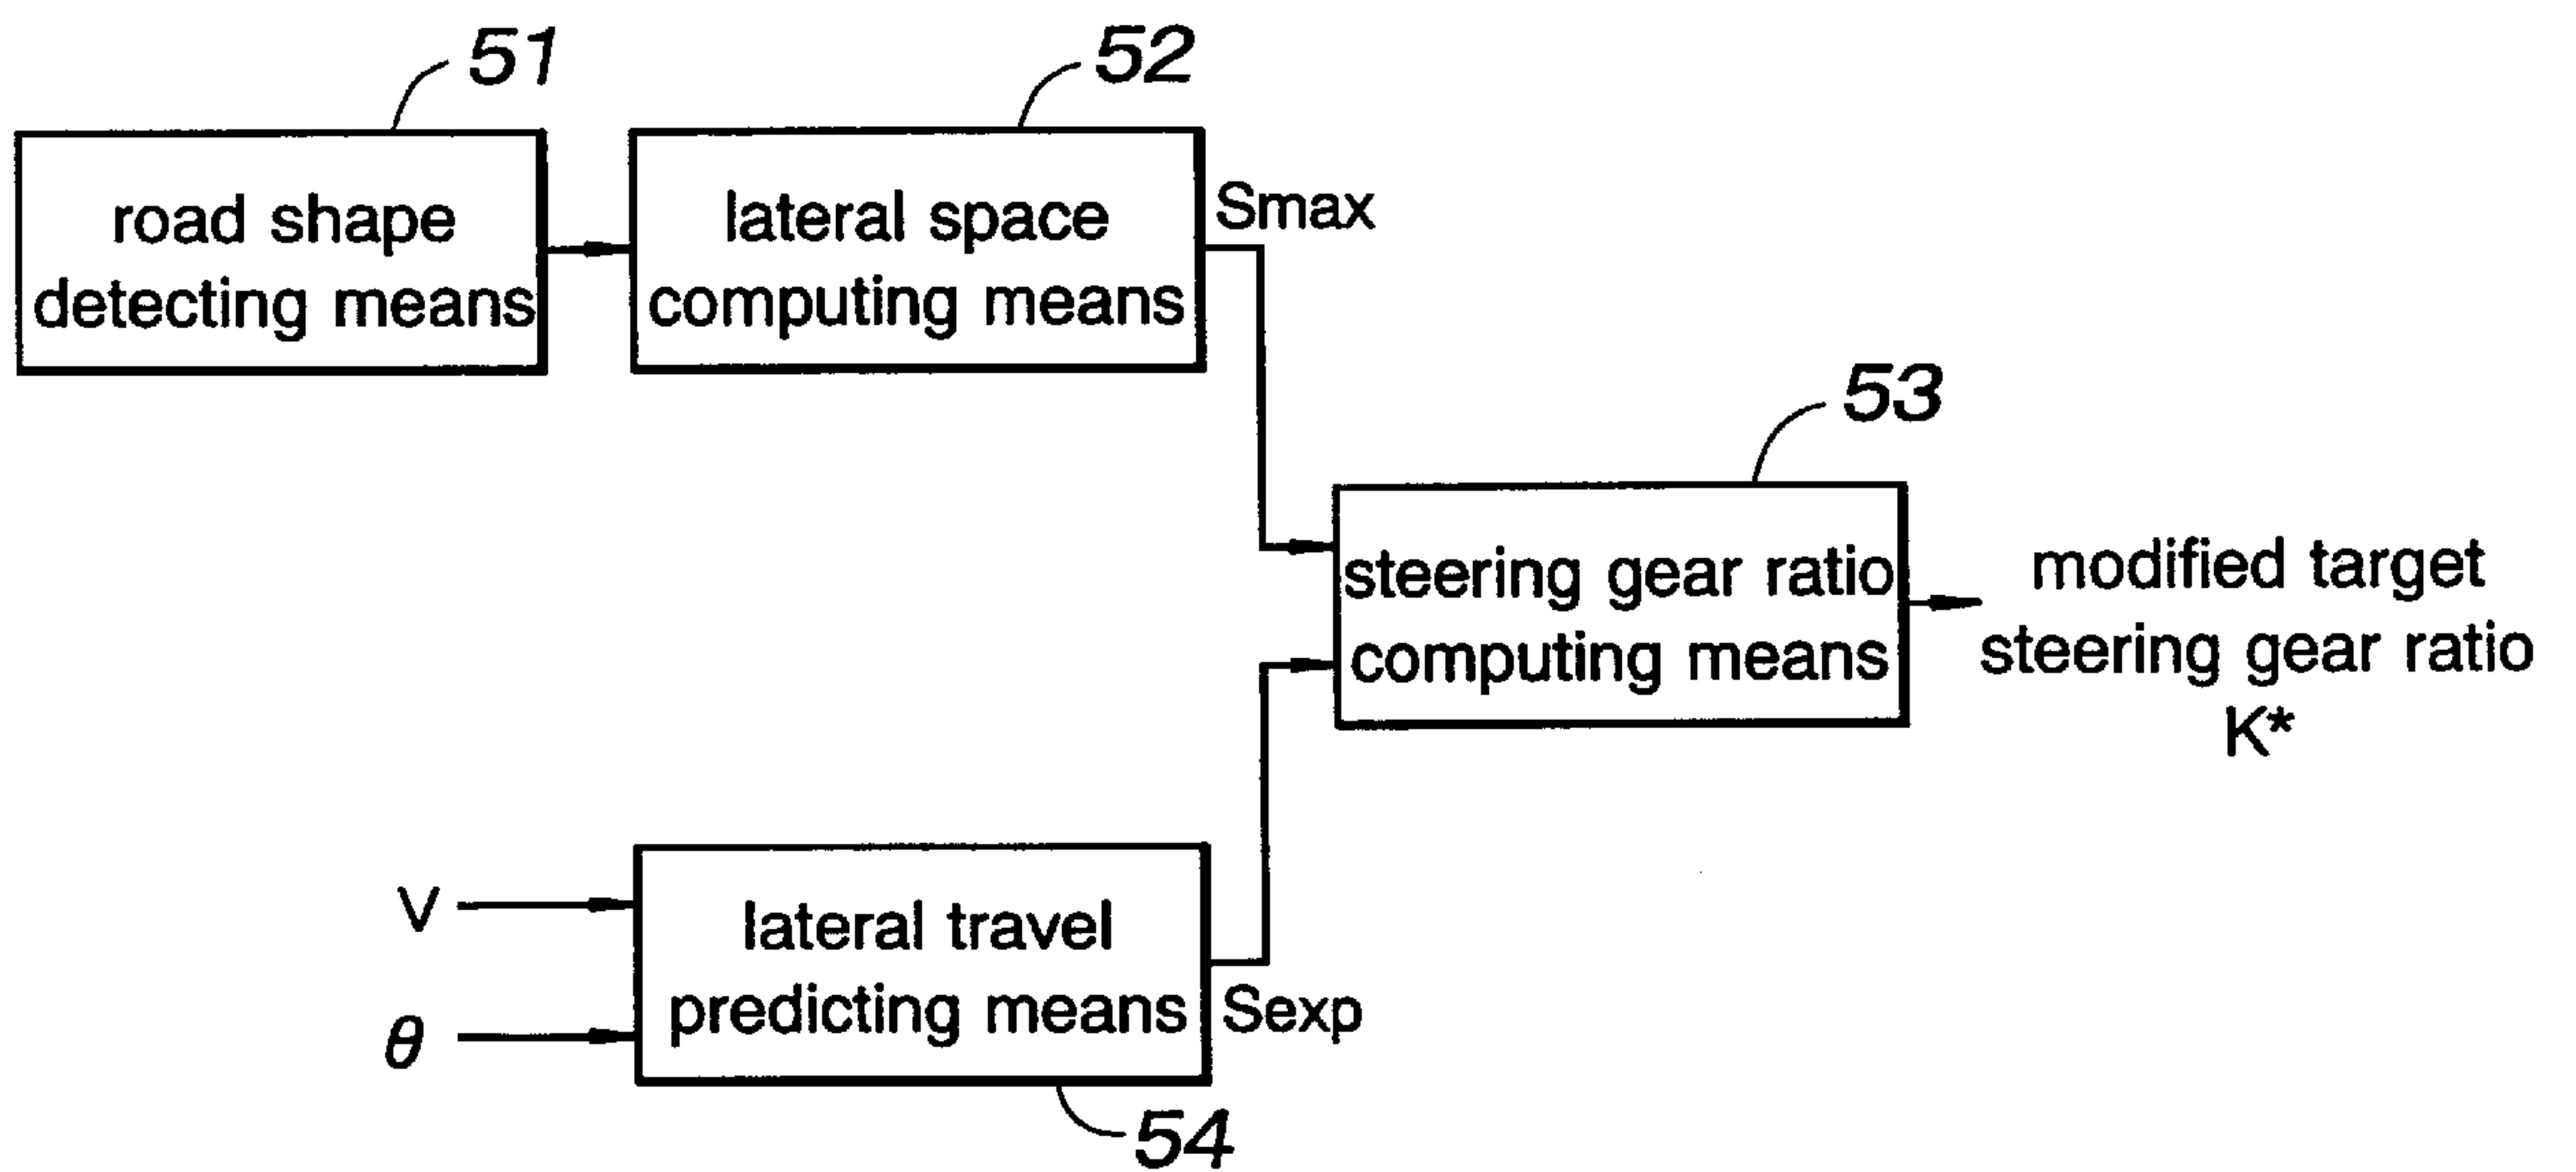 51
52
road shape
detecting means
lateral space
computing means
Smax
53
steering gear ratio
computing means
modified target
steering gear ratio
K*
V
θ
lateral travel
predicting means
Sexp
54